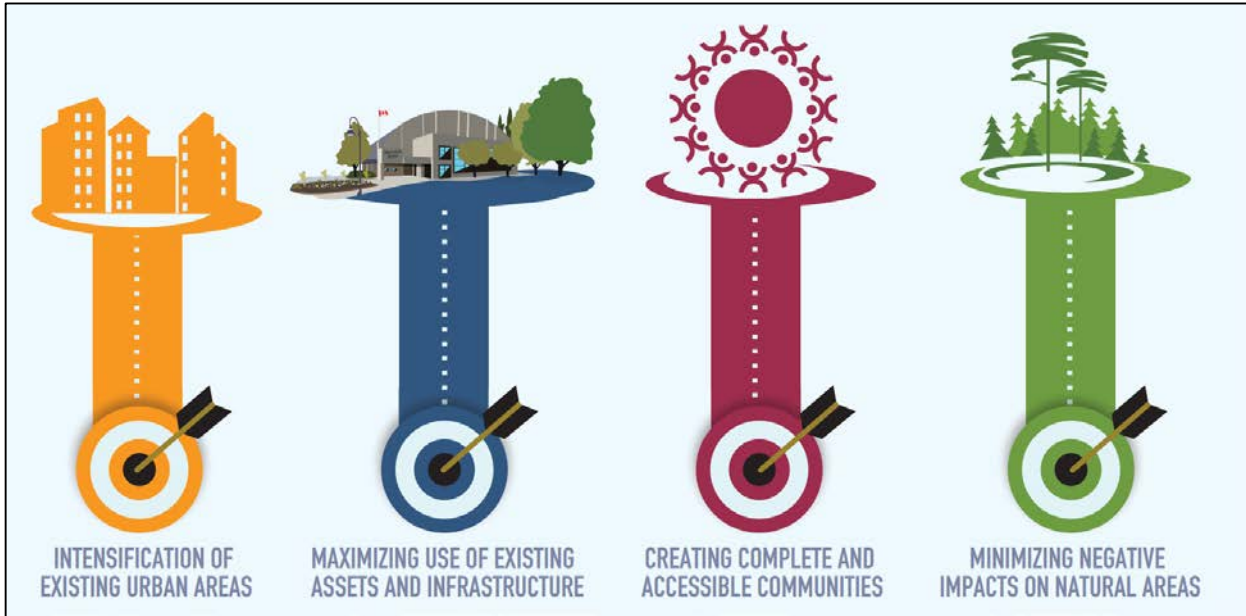 INTENSIFICATION OF
EXISTING URBAN AREAS
MAXIMIZING USE OF EXISTING
ASSETS AND INFRASTRUCTURE
CREATING COMPLETE AND
ACCESSIBLE COMMUNITIES
MINIMIZING NEGATIVE
IMPACTS ON NATURAL AREAS